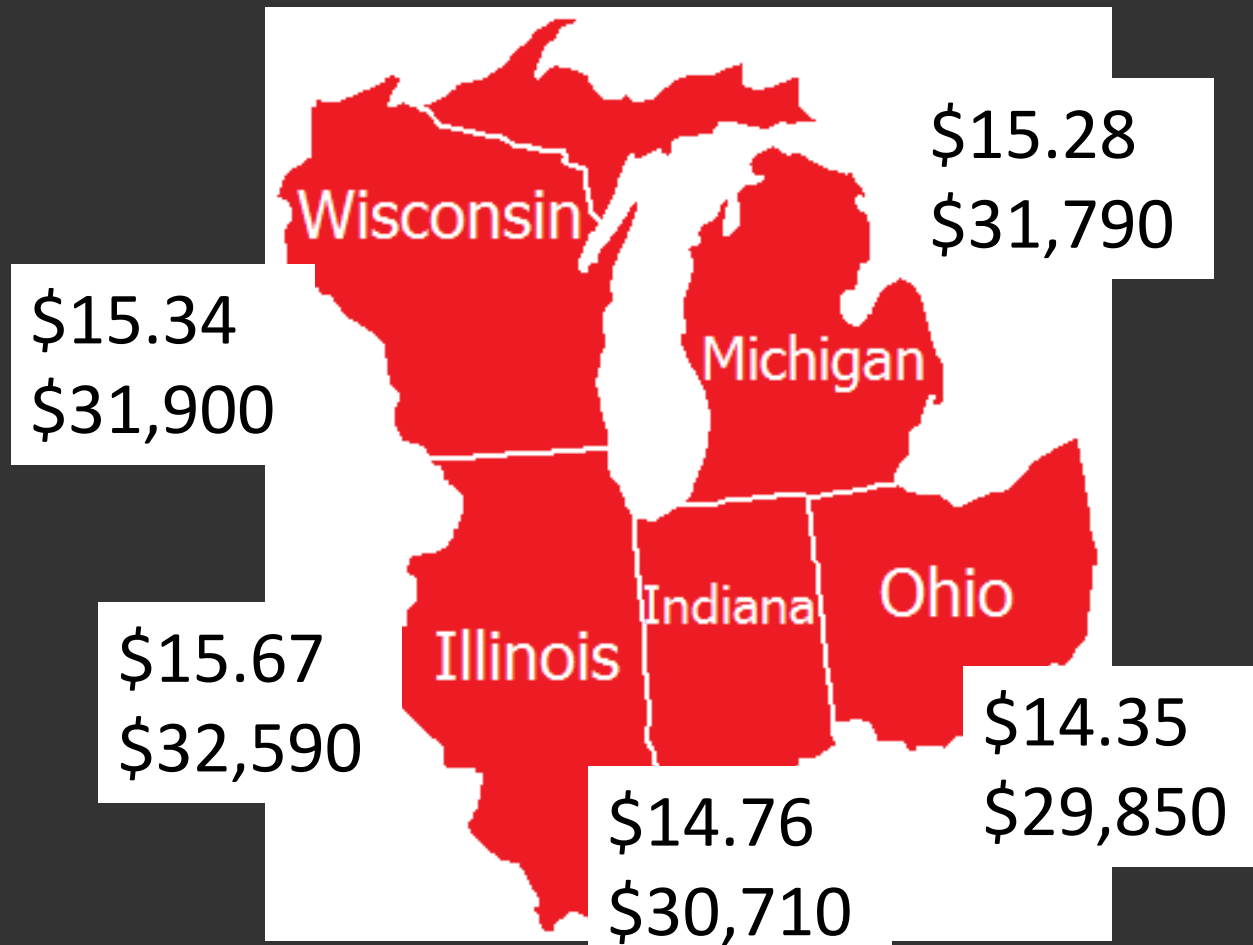 $15.28
$31,790
Wisconsin
$15.34
$31,900
Michigan
Indiana
Ohio
Illinois
$15.67
$32,590
$14.35
$29,850
$14.76
$30,710